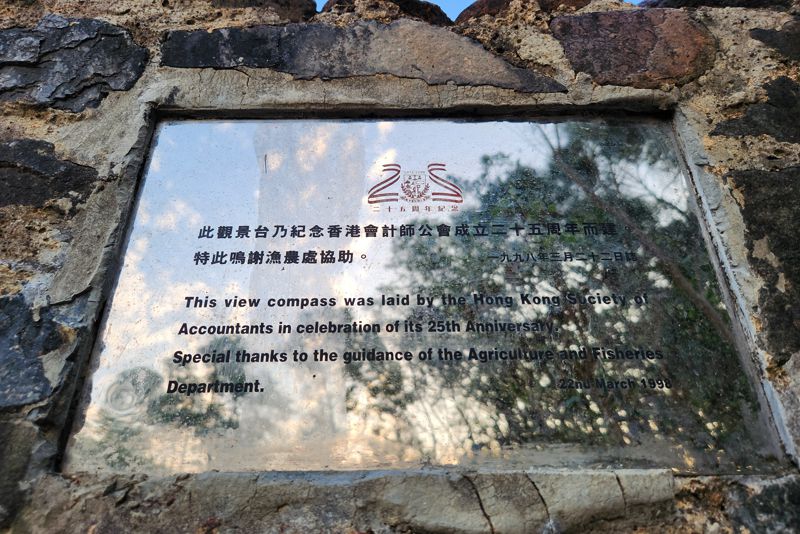 二十五周年紀念
此觀景台乃紀念香港會計師公會成立二十五周年而建。
特此鳴謝漁農處協助。 一九九八年三月二十二日誌
This view compass was laid by the Hong Kong Society of
Accountants in celebration of its 25th Anniversary.
Special thanks to the guidance of the Agriculture and Fisheries
Department. 22nd March 1998